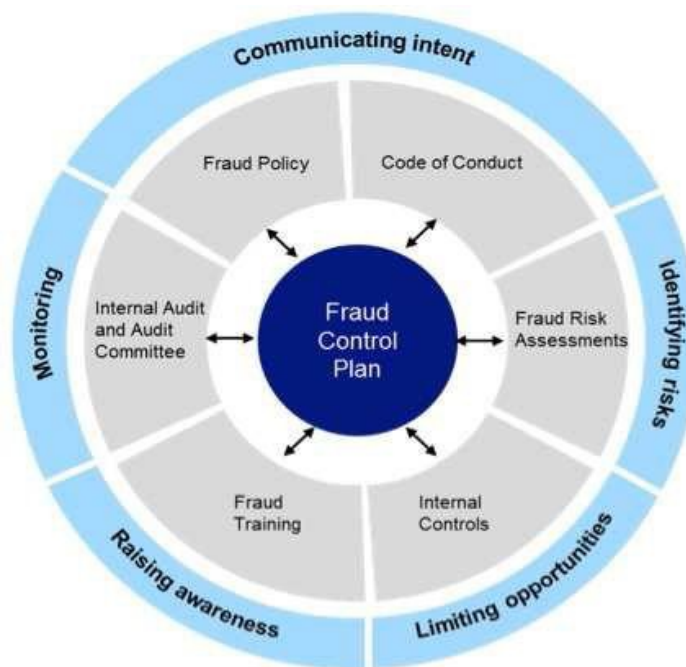 Communicating intent
Fraud Policy
Code of Conduct
Monitoring
Internal Audit
and Audit
Committee
Fraud
Control
Plan
Fraud Risk
Assessments
Identifying risks
Fraud
Training
Internal
Controls
Raising awareness
Limiting opportunities